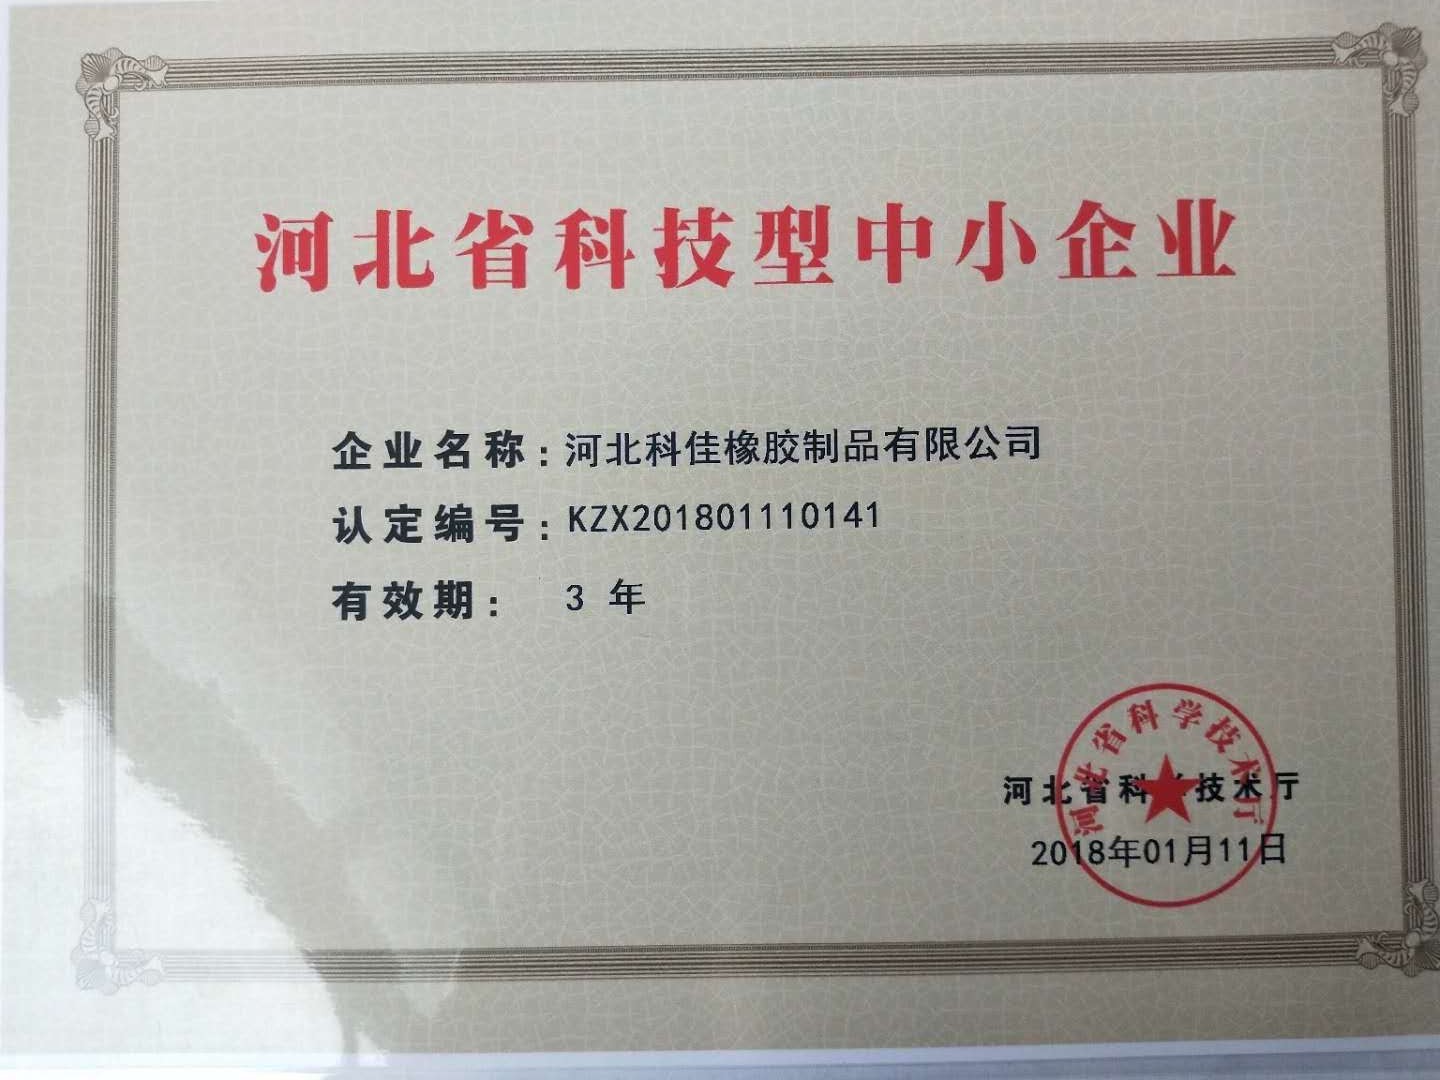 河北省科技型中小企业
企业名称：河北科佳橡胶制品有限公司
认定编号：KZX201801110141
有效期： 3 年
河北省科学技术厅
河北省科学技术厅
2018年01月11日